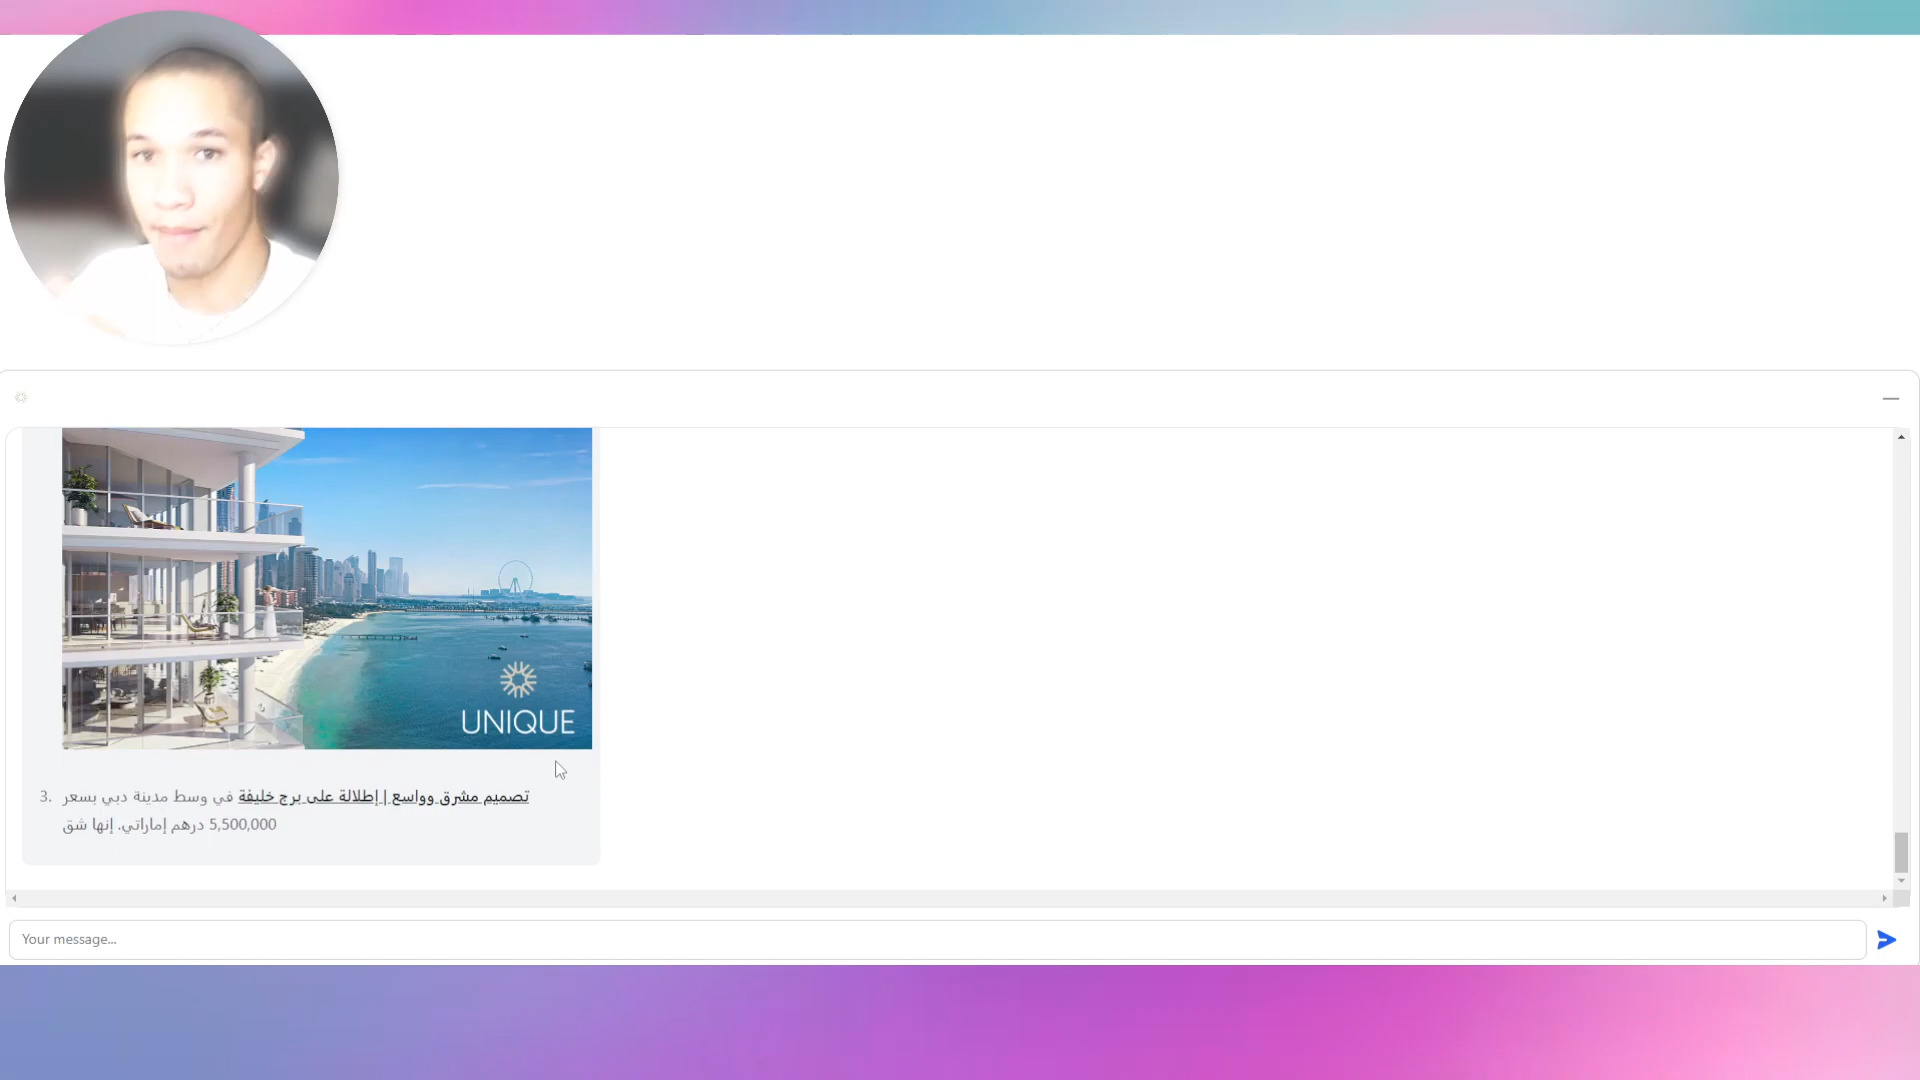 UNIQUE
3. تصميم مشرق وواسع | إطلالة على برج خليفة في وسط مدينة دبي بسعر
5,500,000 درهم إماراتي. إنها شق
Your message...